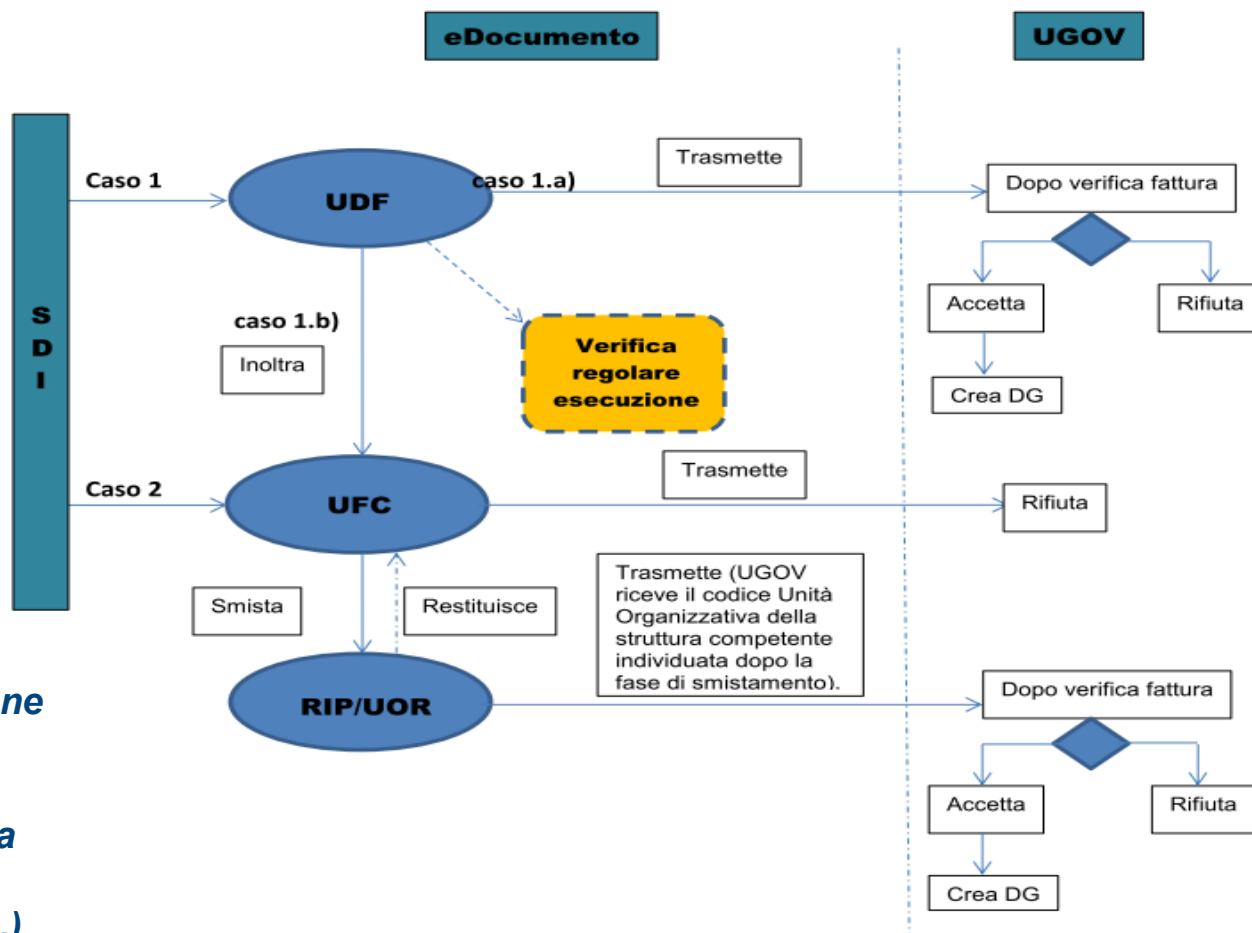 eDocumento
UGOV
S
D
I
Caso 1
UDF
caso 1.a)
Trasmette
Dopo verifica fattura
Accetta
Rifiuta
Crea DG
caso 1.b)
Inoltra
Verifica
regolare
esecuzione
Caso 2
UFC
Trasmette
Rifiuta
Smista
Restituisce
Trasmette (UGOV
riceve il codice Unità
Organizzativa della
struttura competente
individuata dopo la
fase di smistamento).
RIP/UOR
Dopo verifica fattura
Accetta
Rifiuta
Crea DG
ne
a
.)